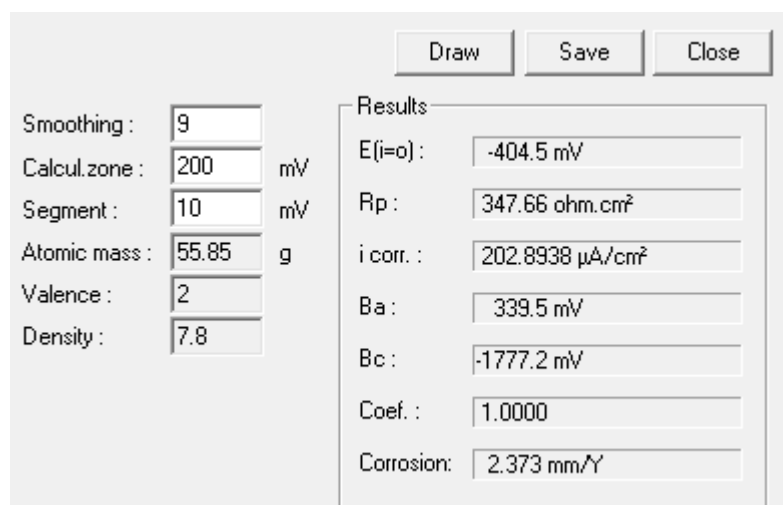 Draw Save Close
Smoothing : 9
Calcul.zone : 200 mV
Segment : 10 mV
Atomic mass : 55.85 g
Valence : 2
Density : 7.8
Results
E(i=o) : -404.5 mV
Rp : 347.66 ohm.cm²
i corr. : 202.8938 µA/cm²
Ba : 339.5 mV
Bc : -1777.2 mV
Coef. : 1.0000
Corrosion: 2.373 mm/Y